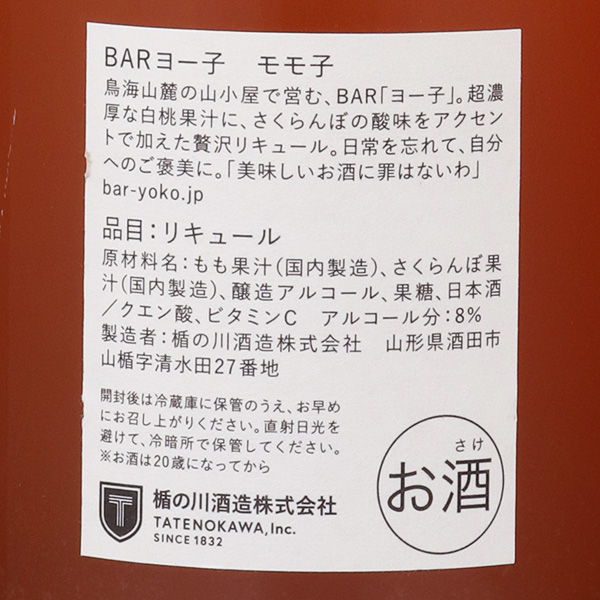 BARヨー子　モモ子
鳥海山麓の山小屋で営む、BAR「ヨー子」。超濃
厚な白桃果汁に、さくらんぼの酸味をアクセン
トで加えた贅沢リキュール。日常を忘れて、自分
へのご褒美に。「美味しいお酒に罪はないわ」
bar-yoko.jp
品目：リキュール
原材料名：もも果汁（国内製造）、さくらんぼ果
汁（国内製造）、醸造アルコール、果糖、日本酒
／クエン酸、ビタミンC　アルコール分：8%
製造者：楯の川酒造株式会社　山形県酒田市
山楯字清水田27番地
開封後は冷蔵庫に保管のうえ、お早め
にお召し上がりください。直射日光を
避けて、冷暗所で保管してください。
※お酒は20歳になってから
さけ
お酒
楯の川酒造株式会社
TATENOKAWA,Inc.
SINCE 1832